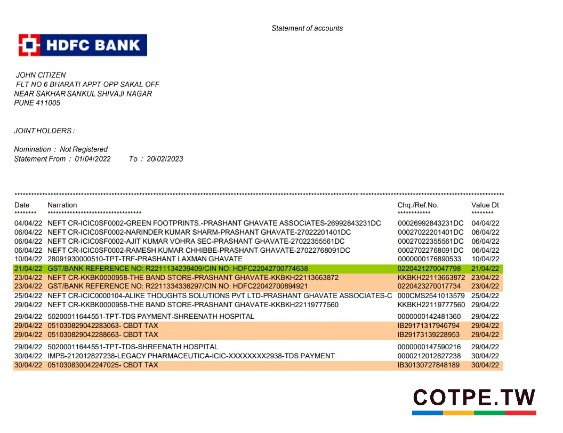 Statement of accounts
HDFC BANK
JOHN CITIZEN
FLT NO 6 BHARATI APPT OPP SAKAL OFF
NEAR SAKHAR SANKUL SHIVAJI NAGAR
PUNE 411005
JOINT HOLDERS :
Nomination : Not Registered
Statement From : 01/04/2022 To : 20/02/2023
Date Narration Chq./Ref.No. Value Dt
04/04/22 NEFT CR-ICIC0SF0002-GREEN FOOTPRINTS.-PRASHANT GHAVATE ASSOCIATES-26992843231DC 00026992843231DC 04/04/22
06/04/22 NEFT CR-ICIC0SF0002-NARINDER KUMAR SHARM-PRASHANT GHAVATE-27022201401DC 00027022201401DC 06/04/22
06/04/22 NEFT CR-ICIC0SF0002-AJIT KUMAR VOHRA SEC-PRASHANT GHAVATE-27022355561DC 00027022355561DC 06/04/22
06/04/22 NEFT CR-ICIC0SF0002-RAMESH KUMAR CHHIBBE-PRASHANT GHAVATE-27022768091DC 00027022768091DC 06/04/22
10/04/22 28091930000510-TPT-TRF-PRASHANT LAXMAN GHAVATE 0000000176890533 10/04/22
21/04/22 GST/BANK REFERENCE NO: R2211134239409/CIN NO: HDFC22042700774638 0220421270047798 21/04/22
23/04/22 NEFT CR-KKBK0000958-THE BAND STORE-PRASHANT GHAVATE-KKBKH22113663872 KKBKH22113663872 23/04/22
23/04/22 GST/BANK REFERENCE NO: R2211334336297/CIN NO: HDFC22042700894921 0220423270017734 23/04/22
25/04/22 NEFT CR-ICIC0000104-ALIKE THOUGHTS SOLUTIONS PVT LTD-PRASHANT GHAVATE ASSOCIATES-C 0000CMS2541013579 25/04/22
29/04/22 NEFT CR-KKBK0000958-THE BAND STORE-PRASHANT GHAVATE-KKBKH22119777560 KKBKH22119777560 29/04/22
29/04/22 50200011644551-TPT-TDS PAYMENT-SHREENATH HOSPITAL 0000000142481360 29/04/22
29/04/22 051030829042283063- CBDT TAX IB29171317946794 29/04/22
29/04/22 051030829042288663- CBDT TAX IB29173139228953 29/04/22
29/04/22 50200011644551-TPT-TDS-SHREENATH HOSPITAL 0000000147590216 29/04/22
30/04/22 IMPS-212012827238-LEGACY PHARMACEUTICA-ICIC-XXXXXXXX2938-TDS PAYMENT 0000212012827238 30/04/22
30/04/22 051030830042247025- CBDT TAX IB30130727848189 30/04/22
COTPE.TW